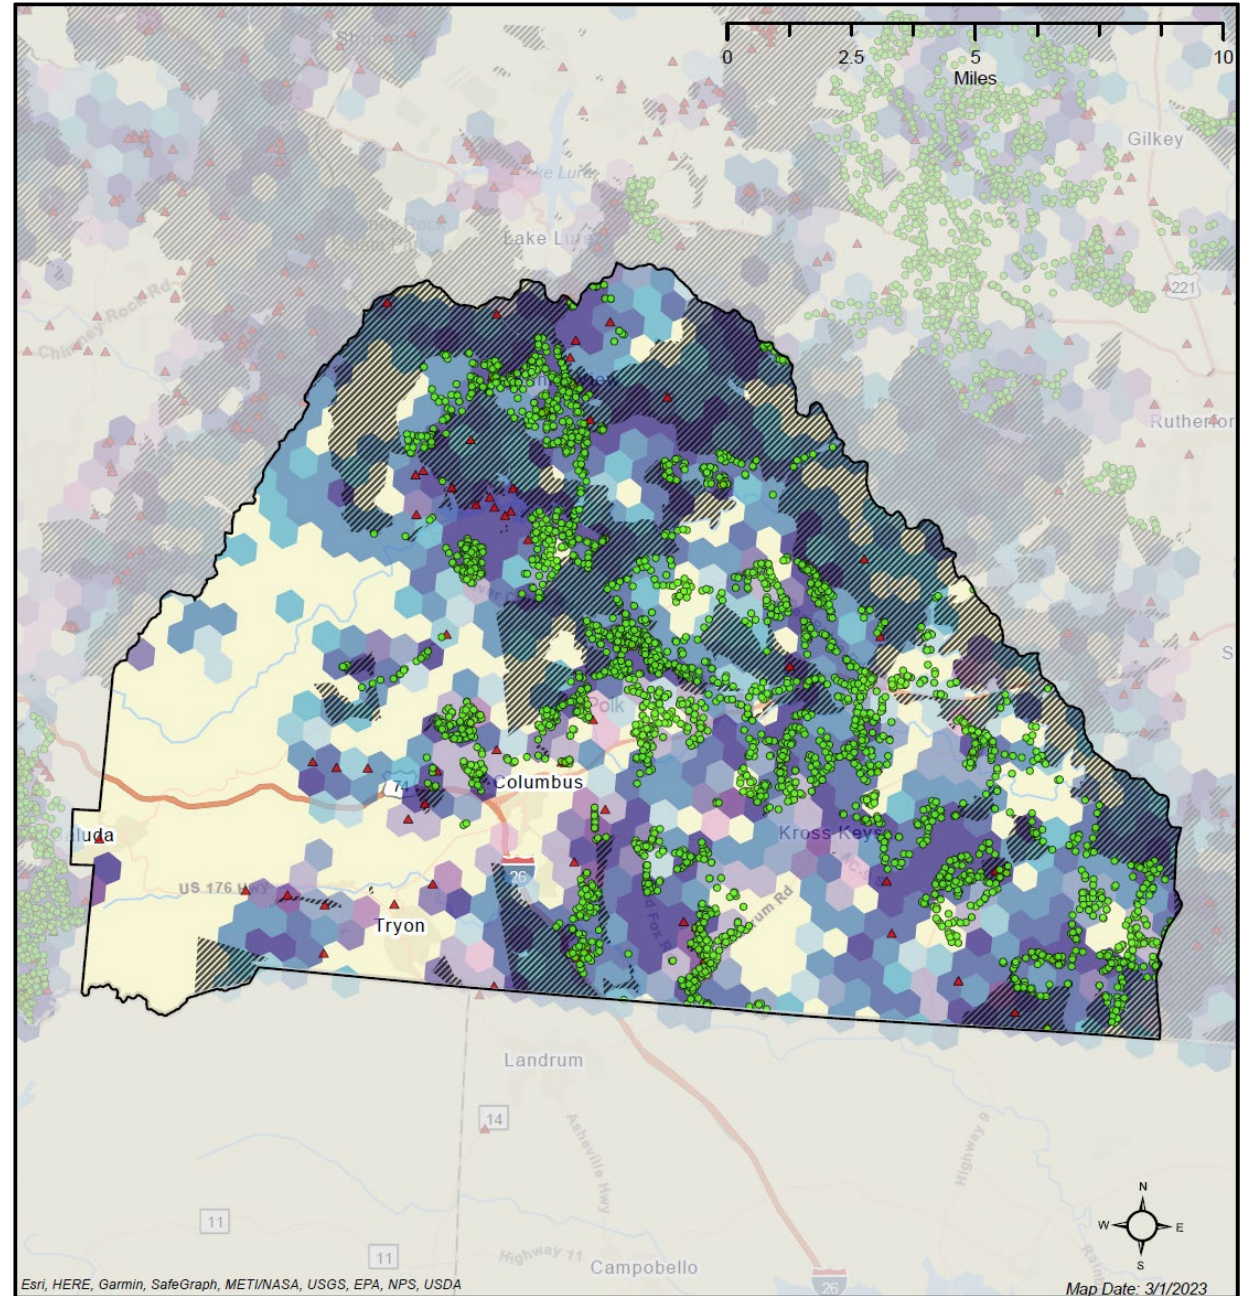 0 2.5 5 10
Miles
Gilkey
Lake Lure
Lake Lure
221
Chimney Rock Rd
Polk
Columbus
74
Kross Keys
26
US 176 Hwy
Tryon
Landrum
14
Asheville Hwy
Highway 9
11
11
Highway 11
Campobello
26
N
W E
S
Esri, HERE, Garmin, SafeGraph, METI/NASA, USGS, EPA, NPS, USDA
Map Date: 3/1/2023